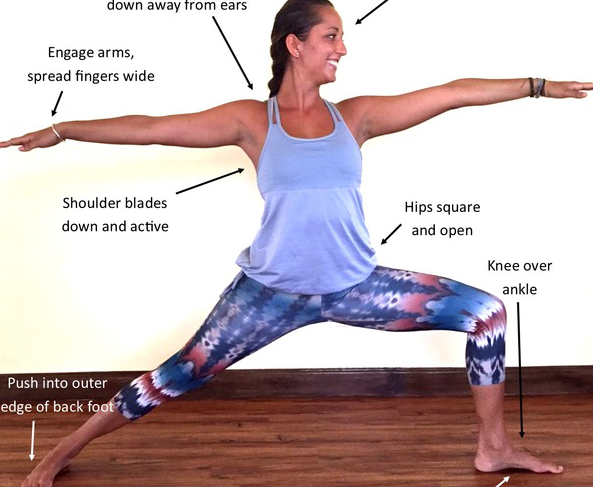 down away from ears
Engage arms,
spread fingers wide
Shoulder blades
down and active
Hips square
and open
Knee over
ankle
Push into outer
edge of back foot